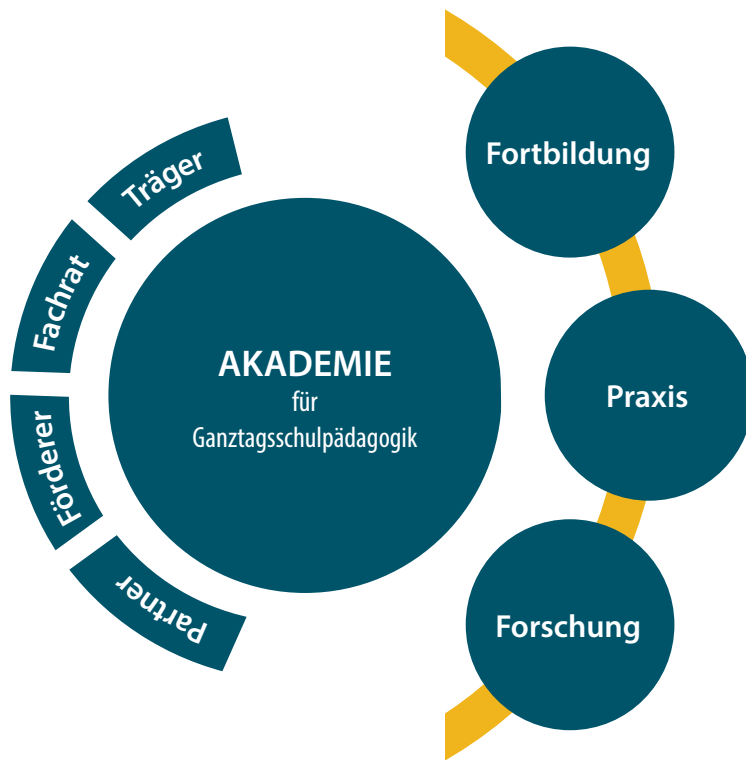 Träger
Fachrat
Förderer
Partner
AKADEMIE
für
Ganztagsschulpädagogik
Fortbildung
Praxis
Forschung